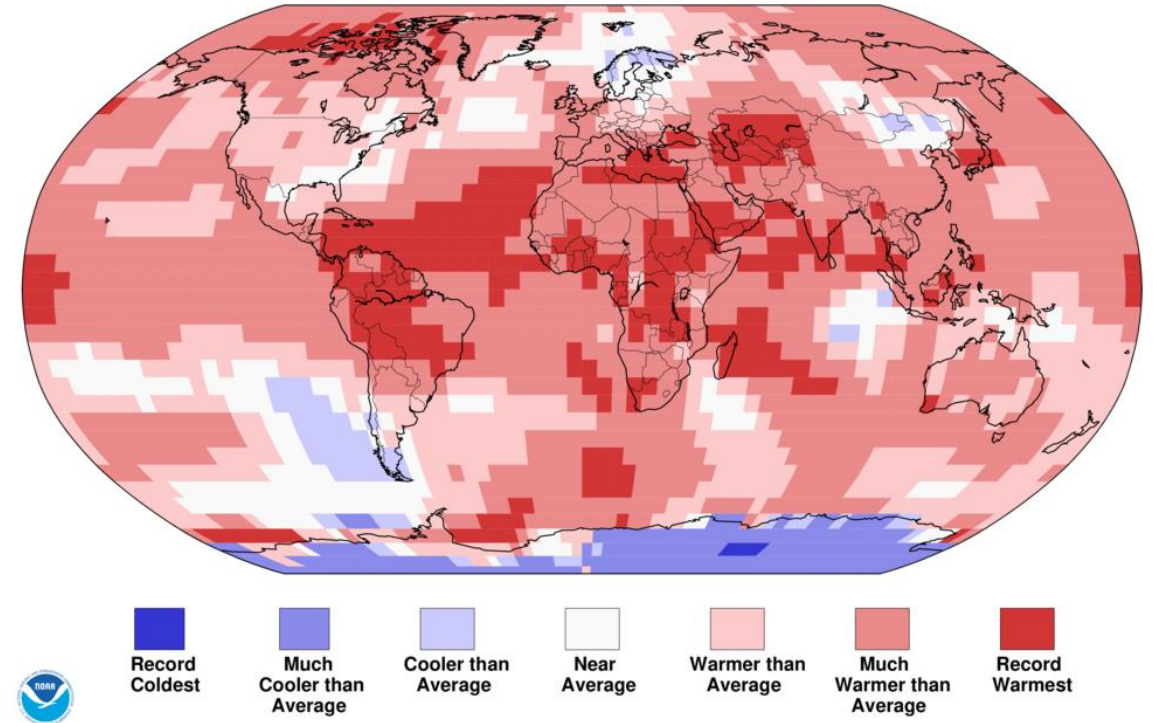 Record
Coldest
Much
Cooler than
Average
Cooler than
Average
Near
Average
Warmer than
Average
Much
Warmer than
Average
Record
Warmest
NOAA